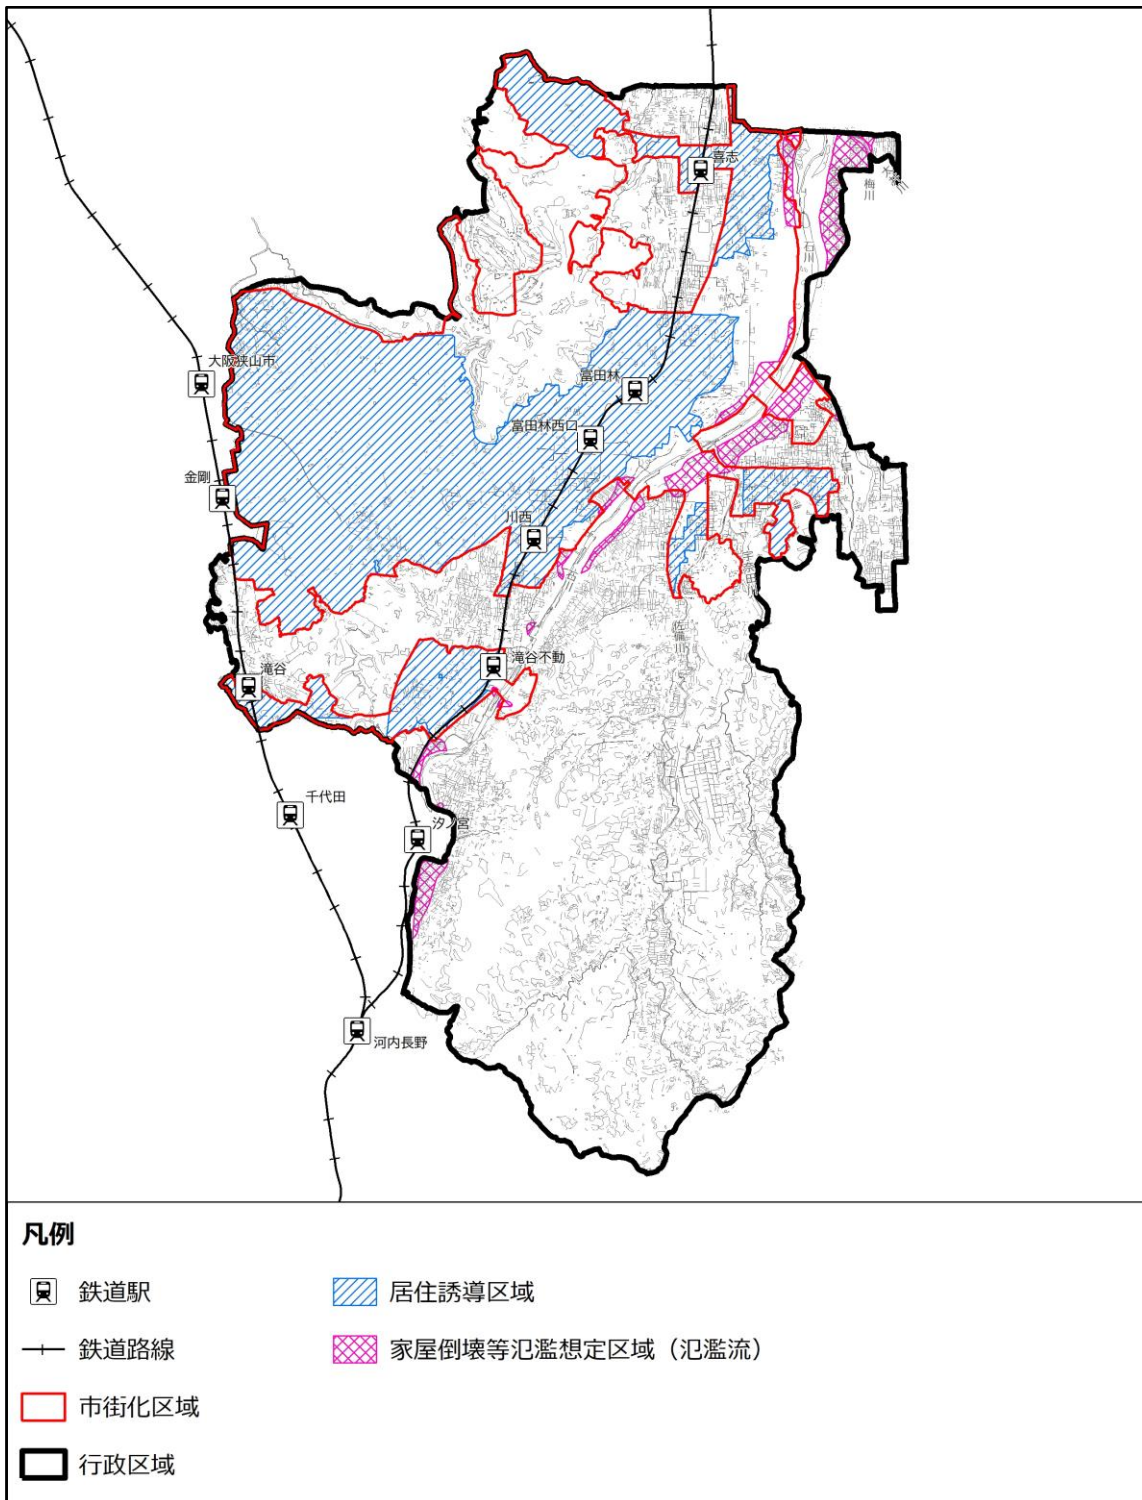 喜志
梅川
石川
大阪狭山市
富田林
富田林西口
金剛
千早川
川西
宇奈田川
佐備川
滝谷不動
滝谷
千代田
汐ノ宮
河内長野
凡例
鉄道駅
居住誘導区域
鉄道路線
家屋倒壊等氾濫想定区域（氾濫流）
市街化区域
行政区域